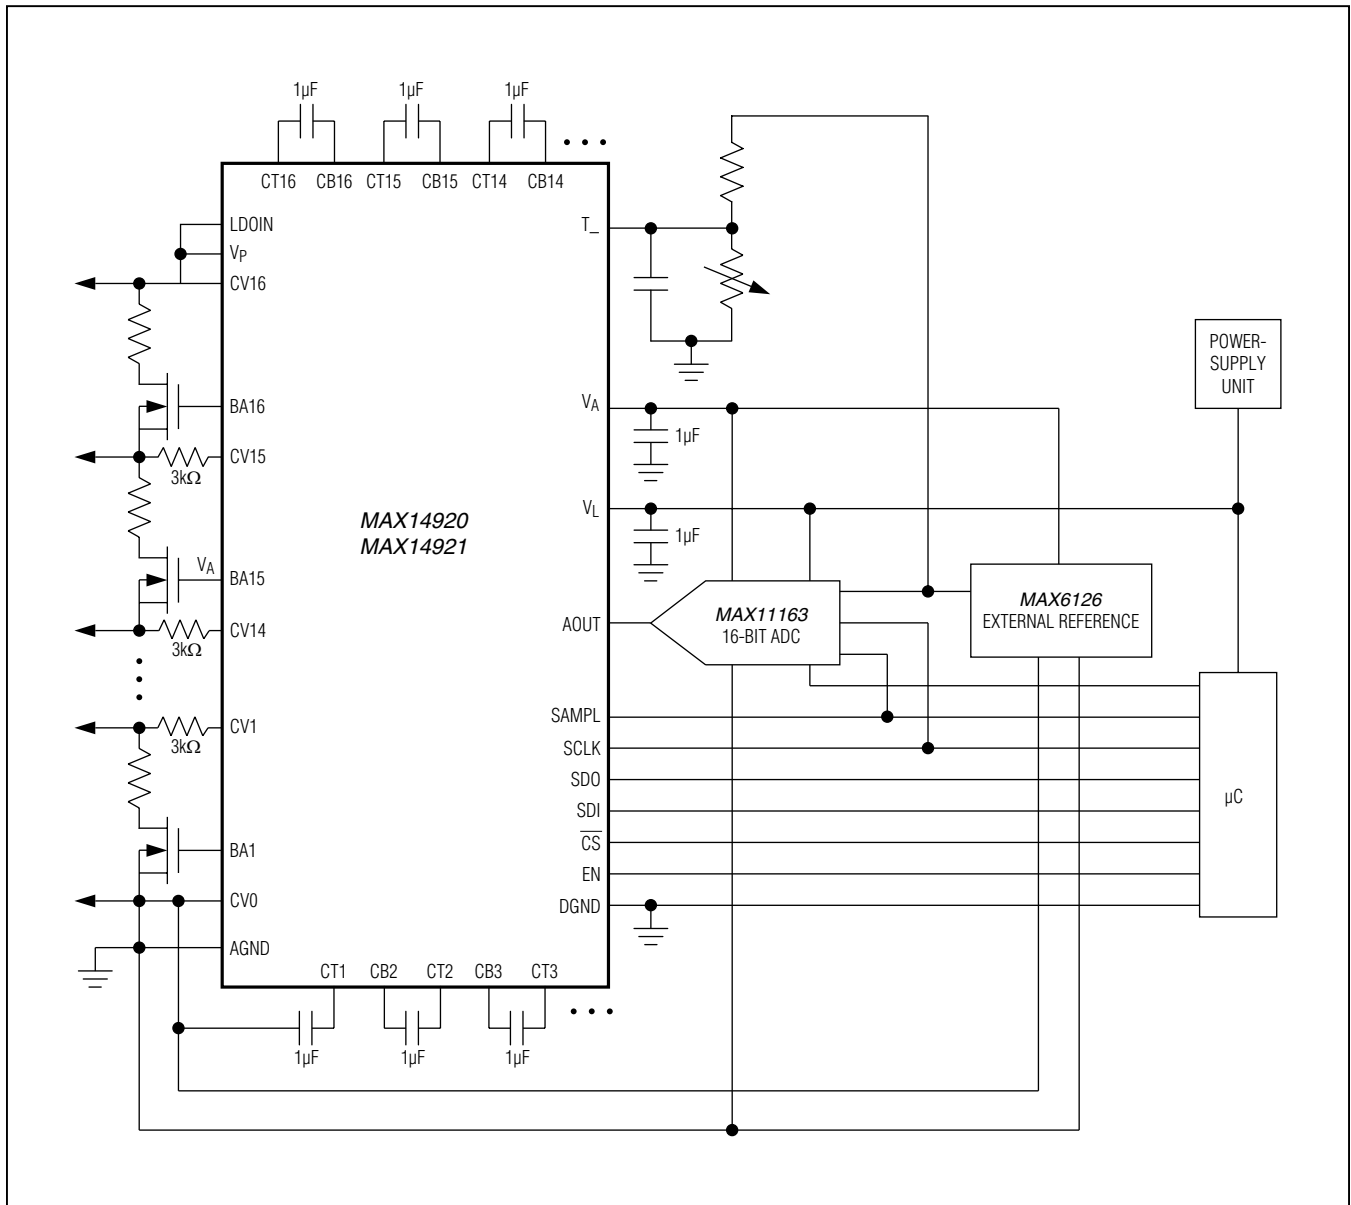 1µF 1µF 1µF
CT16 CB16 CT15 CB15 CT14 CB14
LDOIN
VP
CV16
BA16
CV15
3kΩ
VA BA15
CV14
3kΩ
CV1
3kΩ
BA1
CV0
AGND
MAX14920
MAX14921
T_
VA
1µF
VL
1µF
AOUT
SAMPL
SCLK
SDO
SDI
CS
EN
DGND
CT1 CB2 CT2 CB3 CT3
1µF 1µF 1µF
MAX11163
16-BIT ADC
MAX6126
EXTERNAL REFERENCE
POWER-
SUPPLY
UNIT
µC